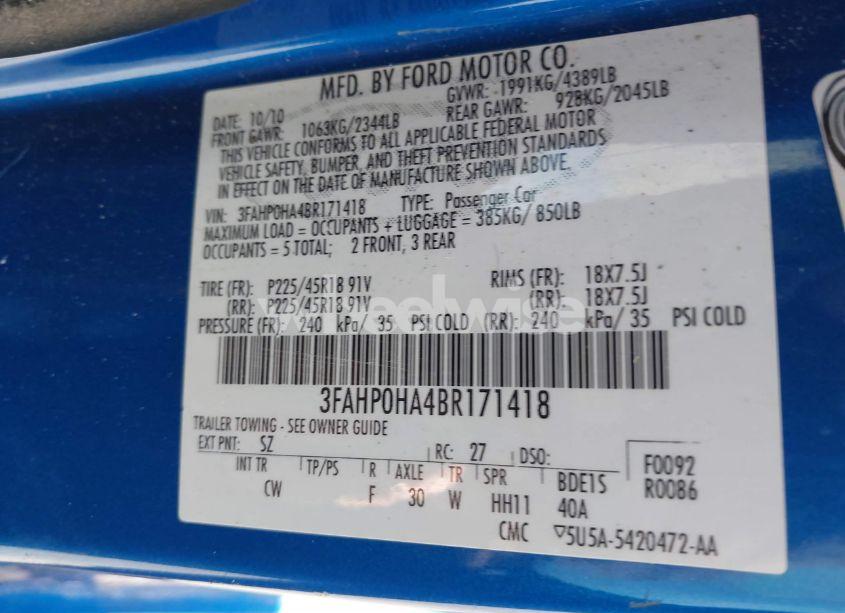 MFD. BY FORD MOTOR CO.
DATE: 10/10 GVWR: 1991KG/4389LB
FRONT GAWR: 1063KG/2344LB REAR GAWR: 928KG/2045LB
THIS VEHICLE CONFORMS TO ALL APPLICABLE FEDERAL MOTOR
VEHICLE SAFETY, BUMPER, AND THEFT PREVENTION STANDARDS
IN EFFECT ON THE DATE OF MANUFACTURE SHOWN ABOVE.
VIN: 3FAHP0HA4BR171418 TYPE: Passenger Car
MAXIMUM LOAD = OCCUPANTS + LUGGAGE = 385KG/ 850LB
OCCUPANTS = 5 TOTAL; 2 FRONT, 3 REAR
TIRE (FR): P225/45R18 91V RIMS (FR): 18X7.5J
(RR): P225/45R18 91V (RR): 18X7.5J
wheelwise
PRESSURE (FR): 240 kPa/ 35 PSI COLD (RR): 240 kPa/ 35 PSI COLD
3FAHP0HA4BR171418
TRAILER TOWING - SEE OWNER GUIDE
EXT PNT: SZ RC: 27 DSO: F0092
INT TR TP/PS R AXLE TR SPR BDE1S R0086
CW F 30 W HH11 40A
CMC ▽5U5A-5420472-AA